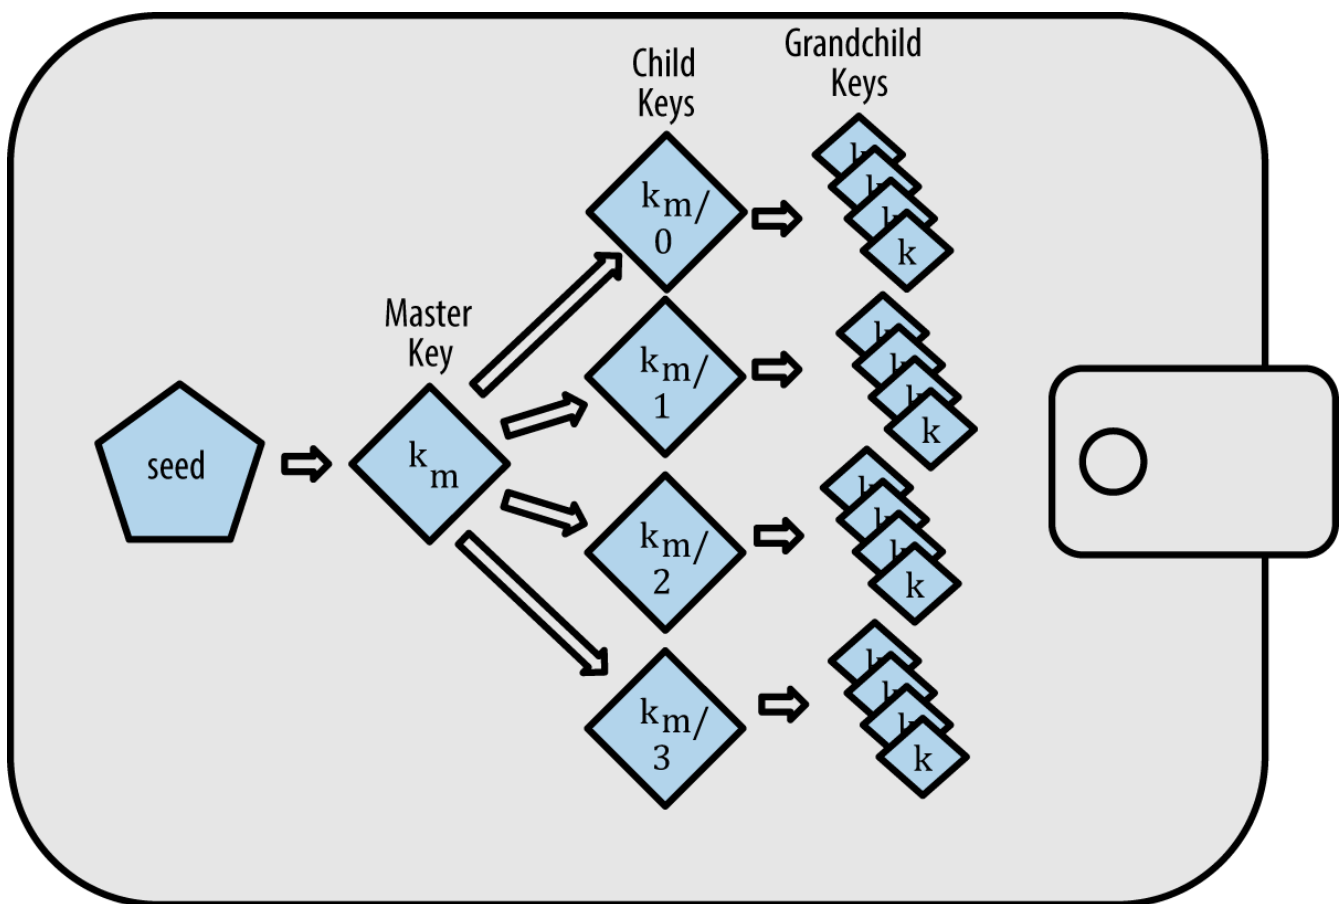 Grandchild
Keys
Child
Keys
k m/
0
k
Master
Key
k m/
1
k
seed
k m
k m/
2
k
k m/
3
k